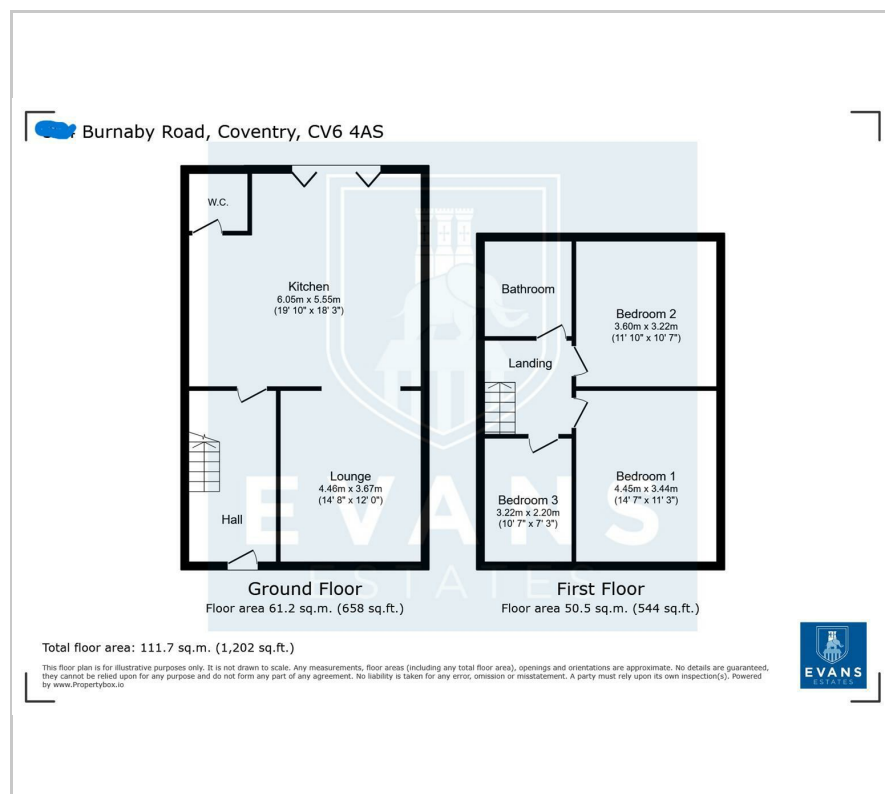 Burnaby Road, Coventry, CV6 4AS
W.C.
Kitchen
6.05m x 5.55m
(19' 10" x 18' 3")
Lounge
4.46m x 3.67m
(14' 8" x 12' 0")
Hall
Bathroom
Bedroom 2
3.60m x 3.22m
(11' 10" x 10' 7")
Landing
Bedroom 1
4.45m x 3.44m
(14' 7" x 11' 3")
Bedroom 3
3.22m x 2.20m
(10' 7" x 7' 3")
EVANS
ESTATES
Ground Floor
Floor area 61.2 sq.m. (658 sq.ft.)
First Floor
Floor area 50.5 sq.m. (544 sq.ft.)
Total floor area: 111.7 sq.m. (1,202 sq.ft.)
This floor plan is for illustrative purposes only. It is not drawn to scale. Any measurements, floor areas (including any total floor area), openings and orientations are approximate. No details are guaranteed,
they cannot be relied upon for any purpose and do not form any part of any agreement. No liability is taken for any error, omission or misstatement. A party must rely upon its own inspection(s). Powered
by www.Propertybox.io
EVANS
ESTATES